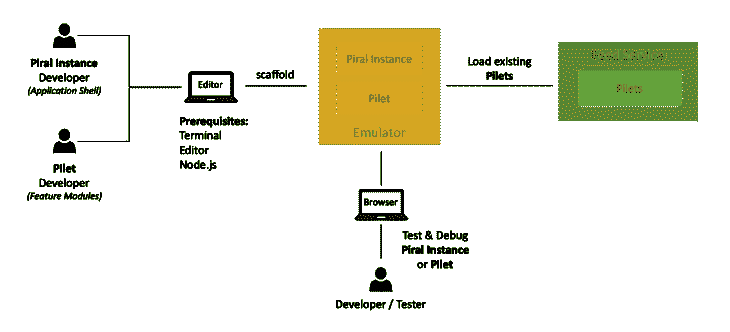 Piral Instance
Developer
(Application Shell)
Pilet
Developer
(Feature Modules)
Editor
Prerequisites:
Terminal
Editor
Node.js
scaffold
Piral Instance
Pilet
Emulator
Load existing
Pilets
Pilets
Browser
Test & Debug
Piral Instance
or Pilet
Developer / Tester